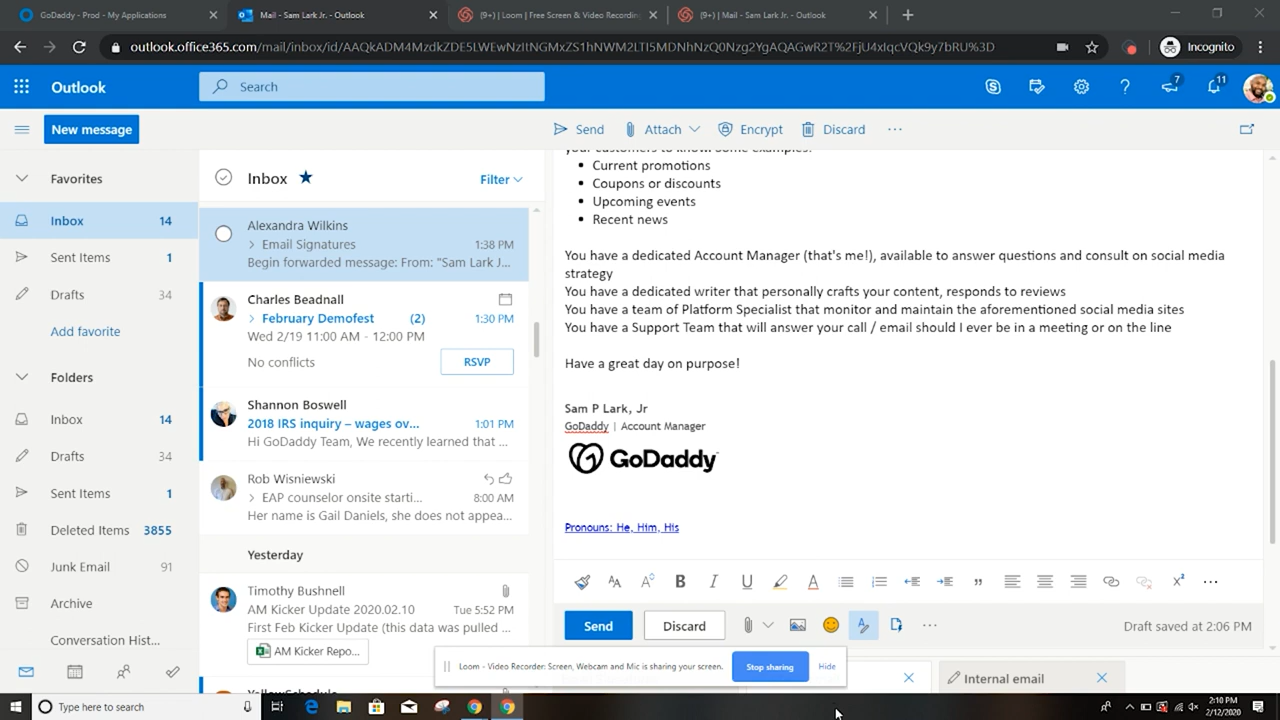 GoDaddy - Prod - My Applications
Mail - Sam Lark Jr. - Outlook
(9+) | Loom | Free Screen & Video Recordin
(9+) | Mail - Sam Lark Jr. - Outlook
outlook.office365.com/mail/inbox/id/AAQkADM4MzdkZDE5LWEwNzItNGMxZS1hNWM2LTI5MDNhNzQ0Nzg2YgAQAGwR2T%2FjU4xIqcVQk9y7bRU%3D
Incognito
Outlook
Search
7
11
New message
Send
Attach
Encrypt
Discard
Favorites
Inbox 14
Sent Items 1
Drafts 34
Add favorite
Folders
Inbox 14
Drafts 34
Sent Items 1
Deleted Items 3855
Junk Email 91
Archive
Conversation Hist...
Inbox
Filter
Alexandra Wilkins
Email Signatures 1:38 PM
Begin forwarded message: From: "Sam Lark J...
Charles Beadnall
February Demofest (2) 1:30 PM
Wed 2/19 11:00 AM - 12:00 PM
No conflicts
RSVP
Shannon Boswell
2018 IRS inquiry – wages ov... 1:01 PM
Hi GoDaddy Team, We recently learned that ...
Rob Wisniewski
EAP counselor onsite starti... 8:00 AM
Her name is Gail Daniels, she does not appea...
Yesterday
Timothy Bushnell
AM Kicker Update 2020.02.10 Tue 5:52 PM
First Feb Kicker Update (this data was pulled ...
AM Kicker Repo...
YellowSchedule
your customers to know. Some examples:
• Current promotions
• Coupons or discounts
• Upcoming events
• Recent news
You have a dedicated Account Manager (that's me!), available to answer questions and consult on social media
strategy
You have a dedicated writer that personally crafts your content, responds to reviews
You have a team of Platform Specialist that monitor and maintain the aforementioned social media sites
You have a Support Team that will answer your call / email should I ever be in a meeting or on the line
Have a great day on purpose!
Sam P Lark, Jr
GoDaddy | Account Manager
GoDaddy
Pronouns: He, Him, His
Send
Discard
Draft saved at 2:06 PM
Loom - Video Recorder: Screen, Webcam and Mic is sharing your screen.
Stop sharing
Hide
Internal email
Type here to search
2:10 PM
2/12/2020